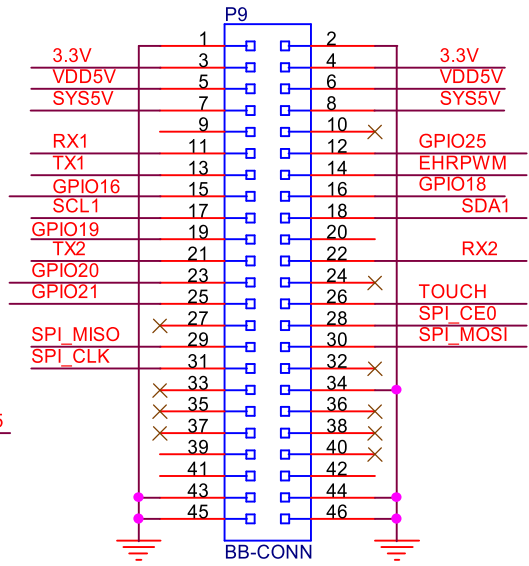 P9
1 2
3.3V 3 4 3.3V
VDD5V 5 6 VDD5V
SYS5V 7 8 SYS5V
9 10
RX1 11 12 GPIO25
TX1 13 14 EHRPWM
GPIO16 15 16 GPIO18
SCL1 17 18 SDA1
GPIO19 19 20
TX2 21 22 RX2
GPIO20 23 24
GPIO21 25 26 TOUCH
27 28 SPI_CE0
SPI_MISO 29 30 SPI_MOSI
SPI_CLK 31 32
33 34
35 36
37 38
39 40
41 42
43 44
45 46
BB-CONN